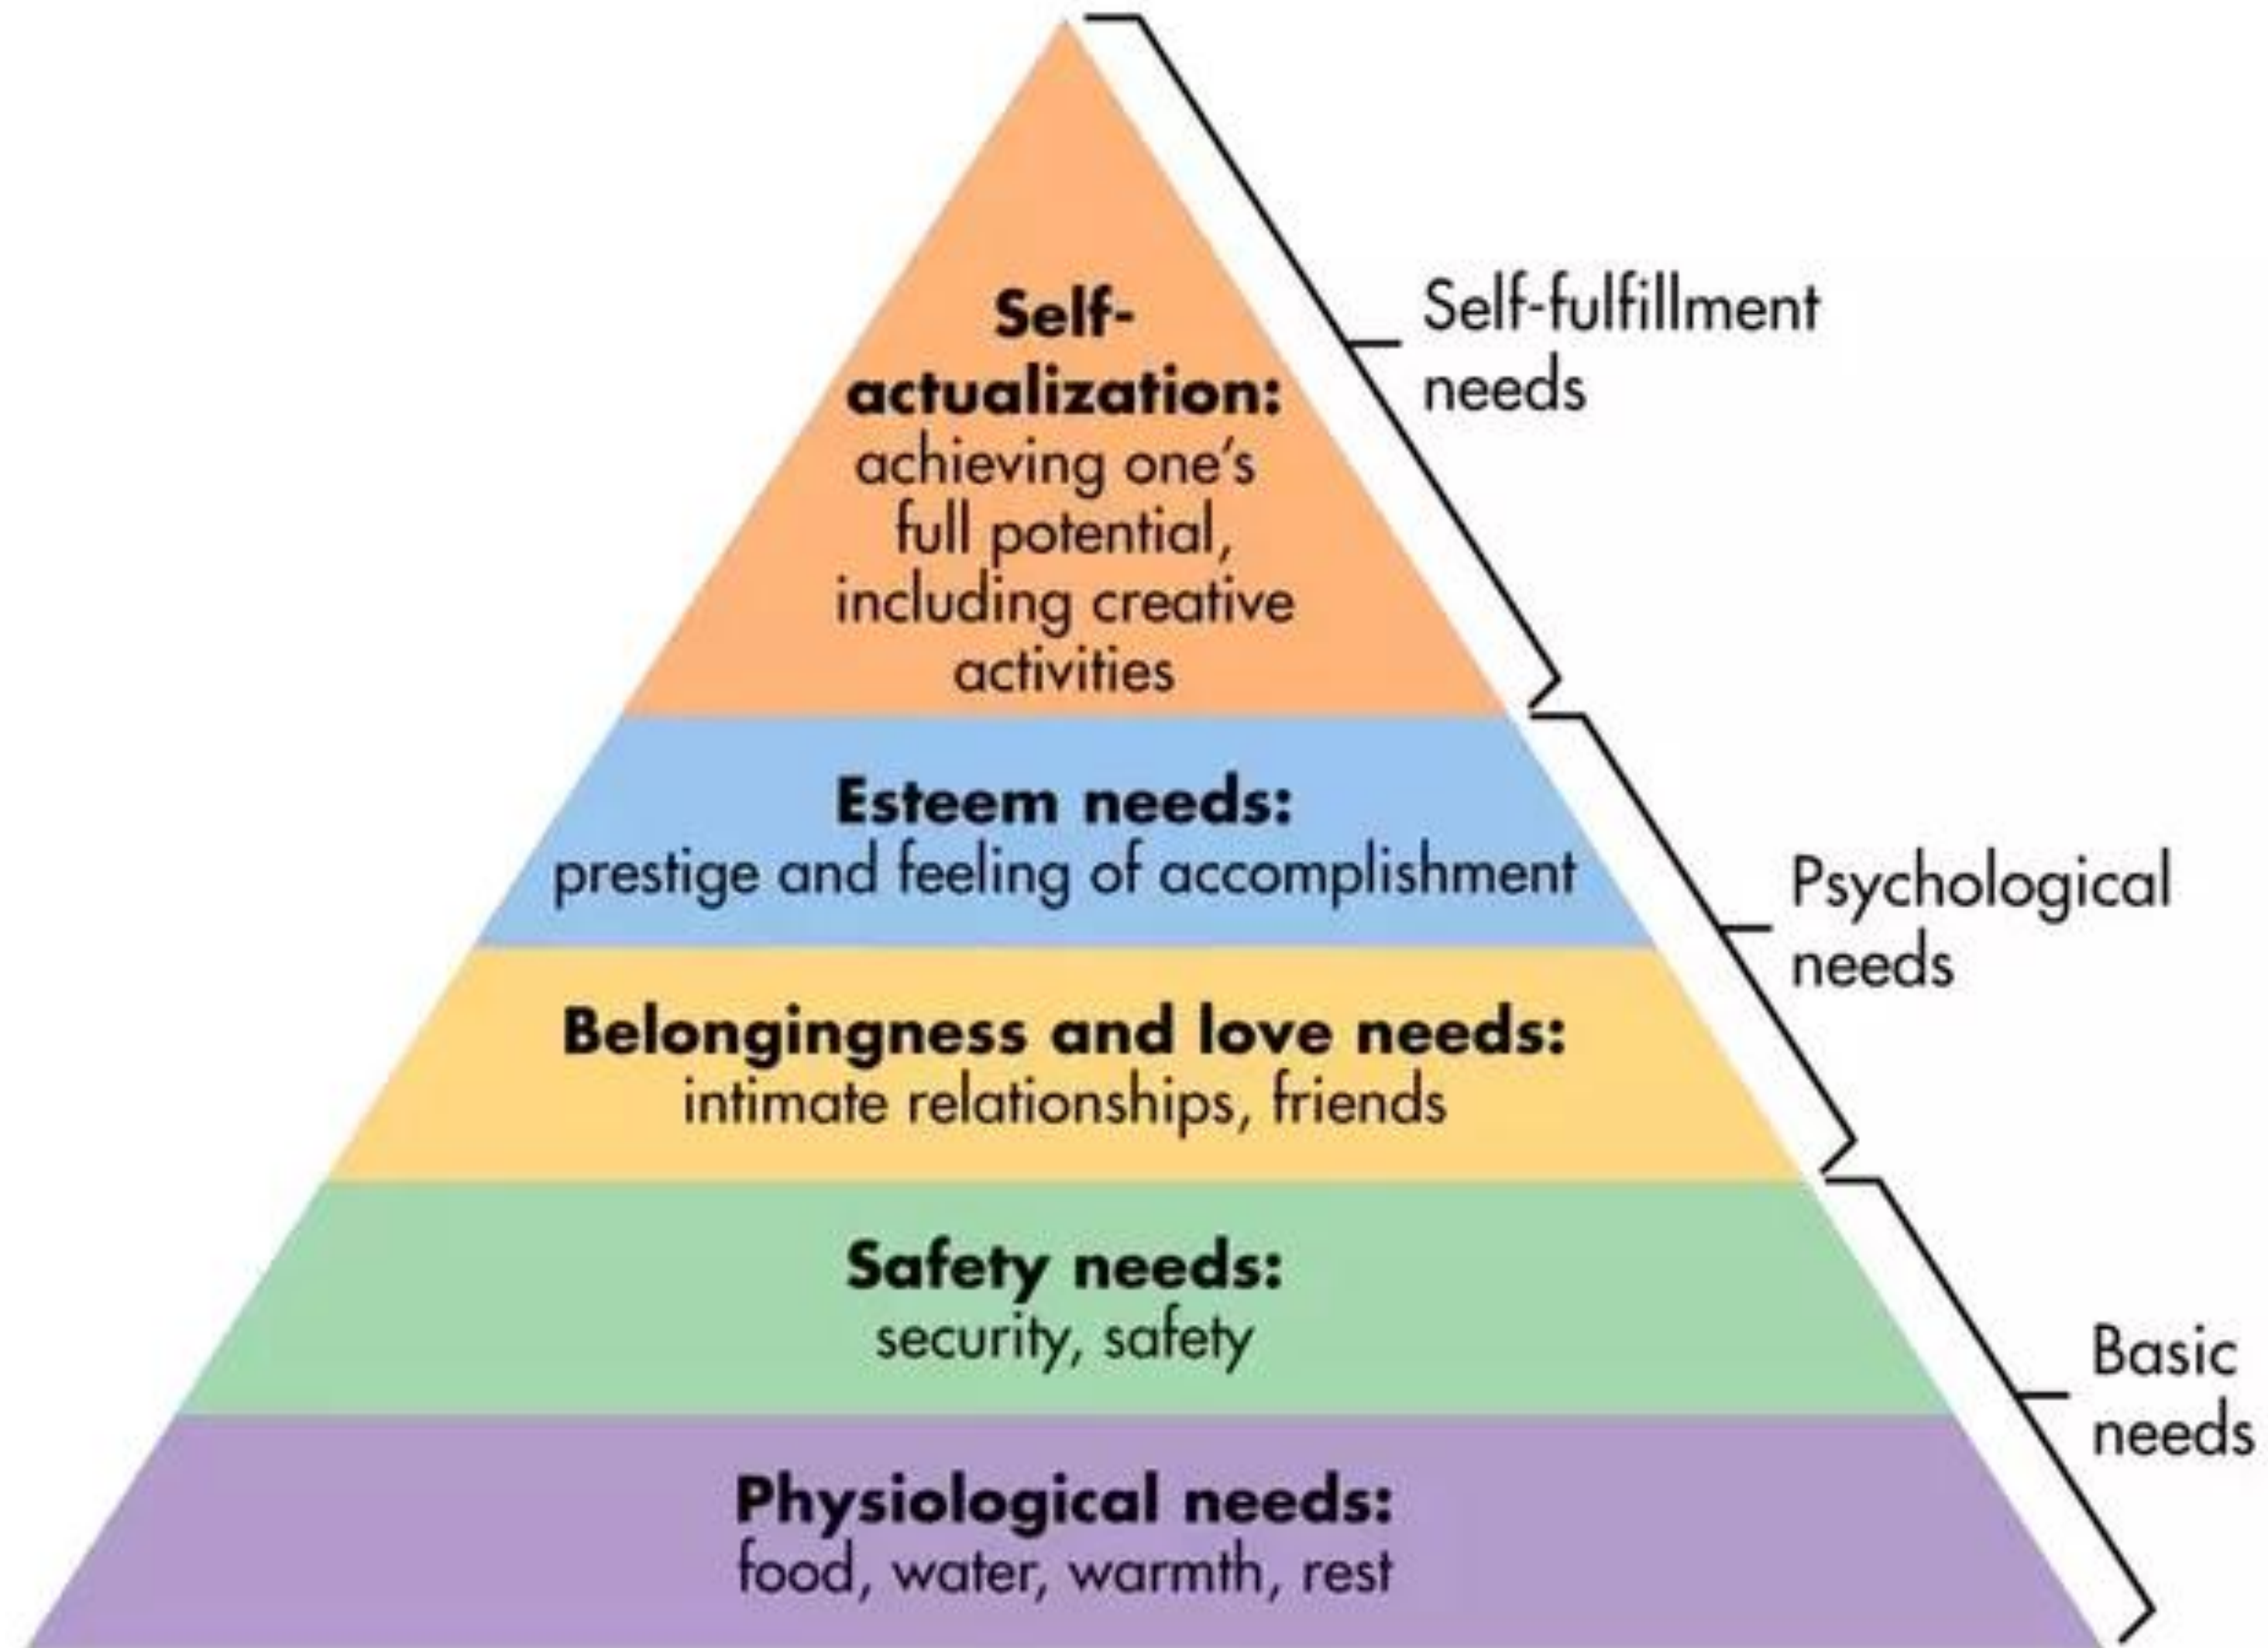 Self-
actualization:
achieving one's
full potential,
including creative
activities
Self-fulfillment
needs
Esteem needs:
prestige and feeling of accomplishment
Psychological
needs
Belongingness and love needs:
intimate relationships, friends
Safety needs:
security, safety
Basic
needs
Physiological needs:
food, water, warmth, rest